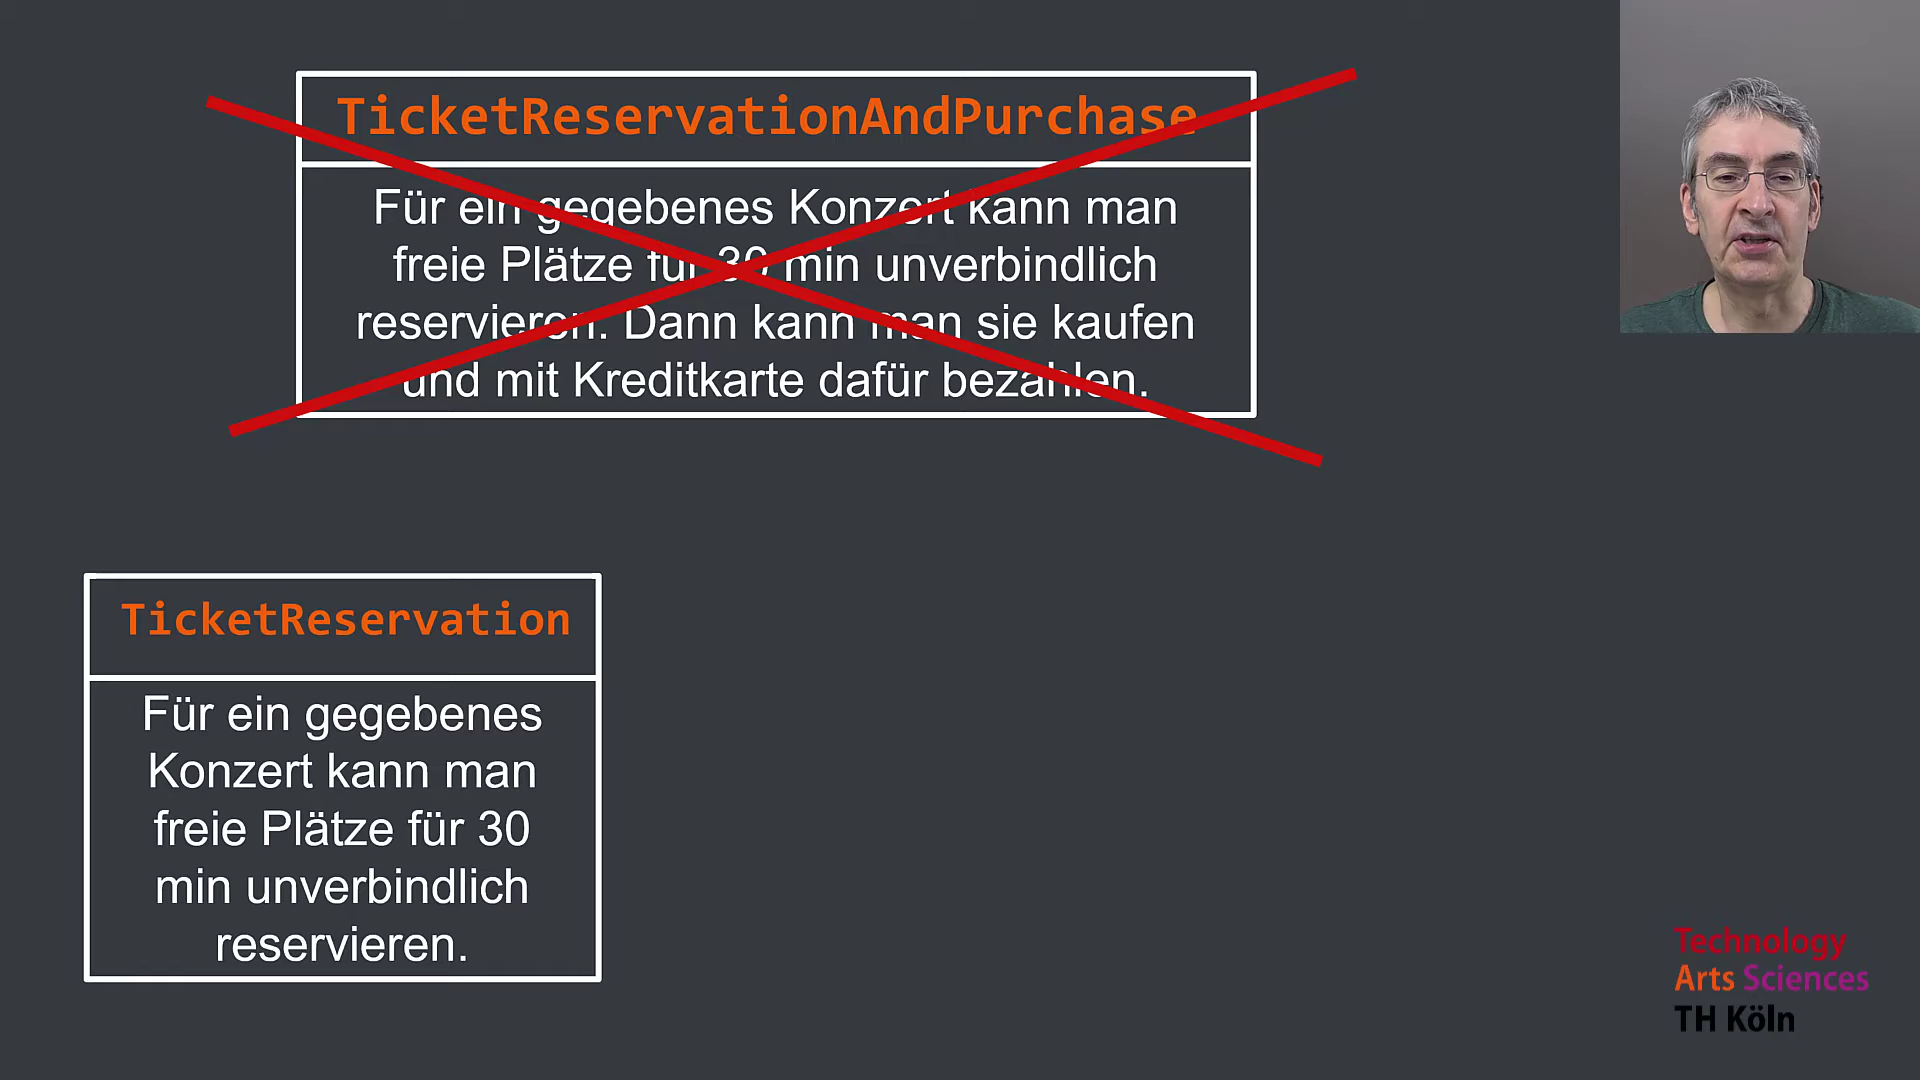 TicketReservationAndPurchase
Für ein gegebenes Konzert kann man
freie Plätze für 30 min unverbindlich
reservieren. Dann kann man sie kaufen
und mit Kreditkarte dafür bezahlen.
TicketReservation
Für ein gegebenes
Konzert kann man
freie Plätze für 30
min unverbindlich
reservieren.
Technology
Arts Sciences
TH Köln